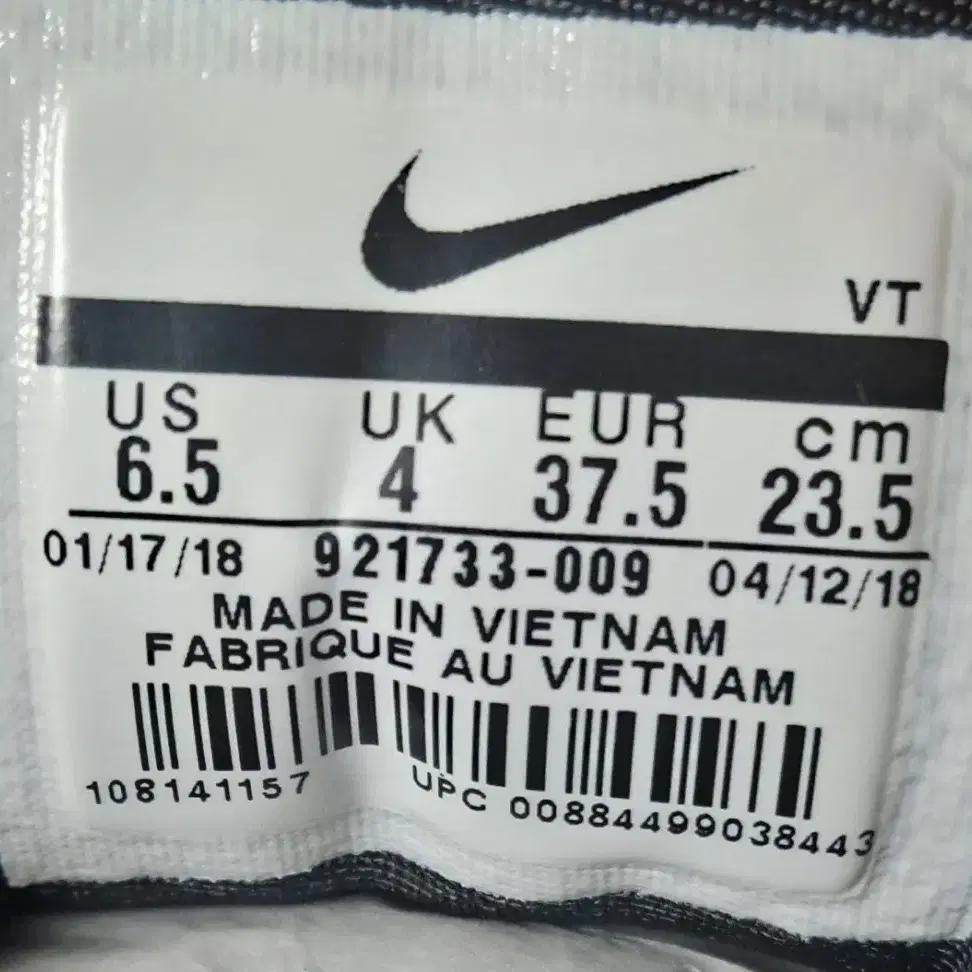 VT
US UK EUR cm
6.5 4 37.5 23.5
01/17/18 921733-009 04/12/18
MADE IN VIETNAM
FABRIQUE AU VIETNAM
108141157 UPC 00884499038443